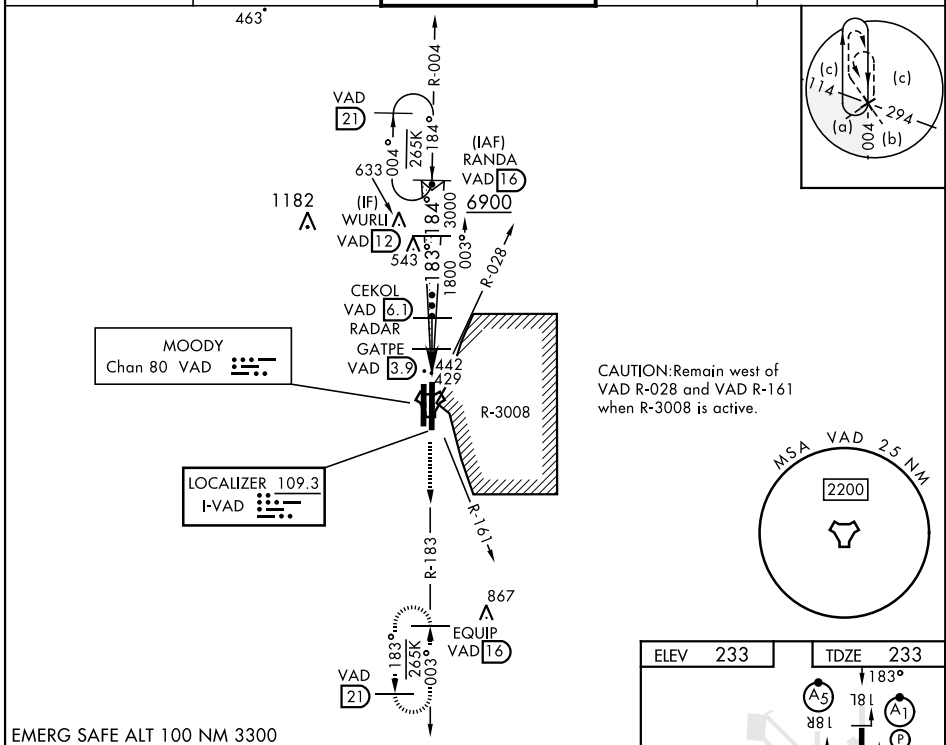 463
R-004
VAD
21
004°
265K
184°
(IAF)
RANDA
VAD 16
6900
633
1182
(IF)
WURLI
VAD 12
543
184°
3000
003°
183°
1800
R-028
CEKOL
VAD 6.1
RADAR
GATPE
VAD 3.9
442
429
MOODY
Chan 80 VAD
R-3008
CAUTION:Remain west of
VAD R-028 and VAD R-161
when R-3008 is active.
LOCALIZER 109.3
I-VAD
R-161
R-183
867
EQUIP
VAD 16
183°
265K
003°
VAD
21
EMERG SAFE ALT 100 NM 3300
(c)
(c)
114
294
(a)
004
(b)
MSA VAD 25 NM
2200
ELEV 233
TDZE 233
183°
A5
18R
18L
A1
P